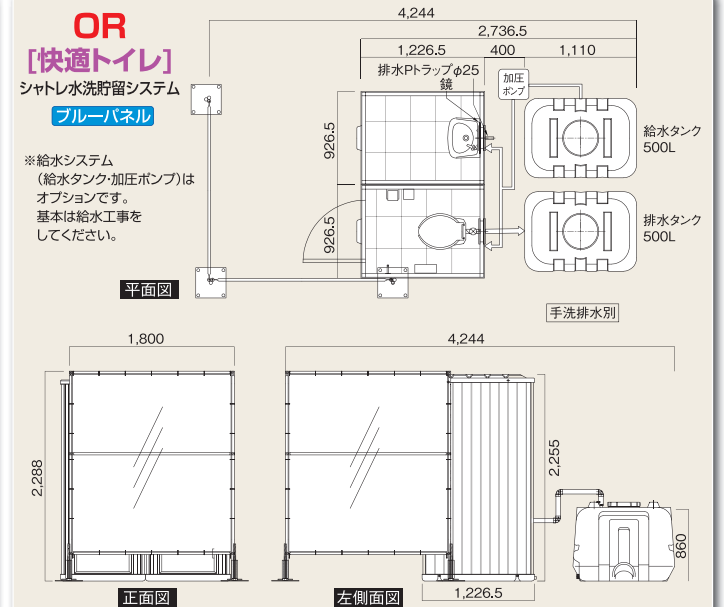 OR
[快適トイレ]
シャトレ水洗貯留システム
ブルーパネル
※給水システム
（給水タンク・加圧ポンプ）は
オプションです。
基本は給水工事を
してください。
4,244
2,736.5
1,226.5
400
1,110
排水Pトラップφ25
鏡
加圧
ポンプ
926.5
926.5
給水タンク
500L
排水タンク
500L
平面図
手洗排水別
1,800
2,288
正面図
4,244
2,255
860
1,226.5
左側面図